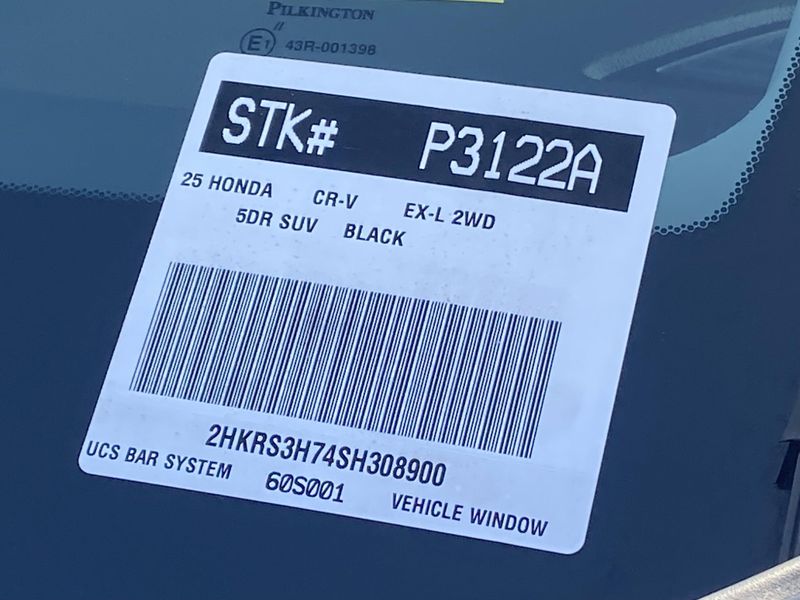 PILKINGTON
E1 43R-001398
STK# P3122A
25 HONDA CR-V EX-L 2WD
5DR SUV BLACK
2HKRS3H74SH308900
UCS BAR SYSTEM 60S001 VEHICLE WINDOW